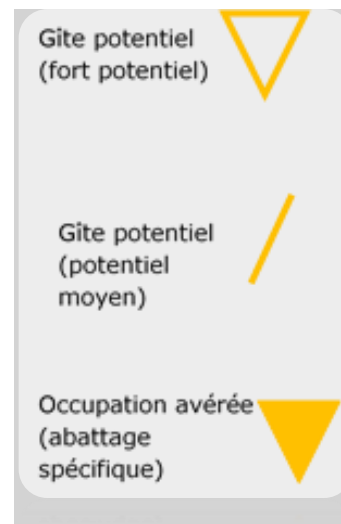 Gîte potentiel
(fort potentiel)
Gîte potentiel
(potentiel
moyen)
Occupation avérée
(abattage
spécifique)